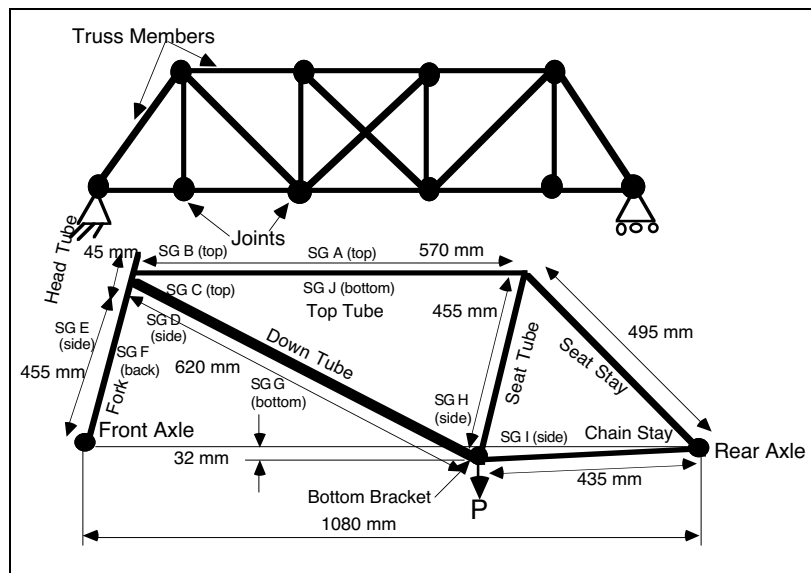 Truss Members
Joints
Head Tube
45 mm
SG B (top)
SG A (top)
570 mm
SG C (top)
SG J (bottom)
Top Tube
SG E
(side)
SG D
(side)
455 mm
455 mm
SG F
(back)
Fork
620 mm
Down Tube
SG G
(bottom)
SG H
(side)
Seat Tube
Seat Stay
495 mm
Front Axle
SG I (side)
Chain Stay
Rear Axle
32 mm
435 mm
Bottom Bracket
P
1080 mm